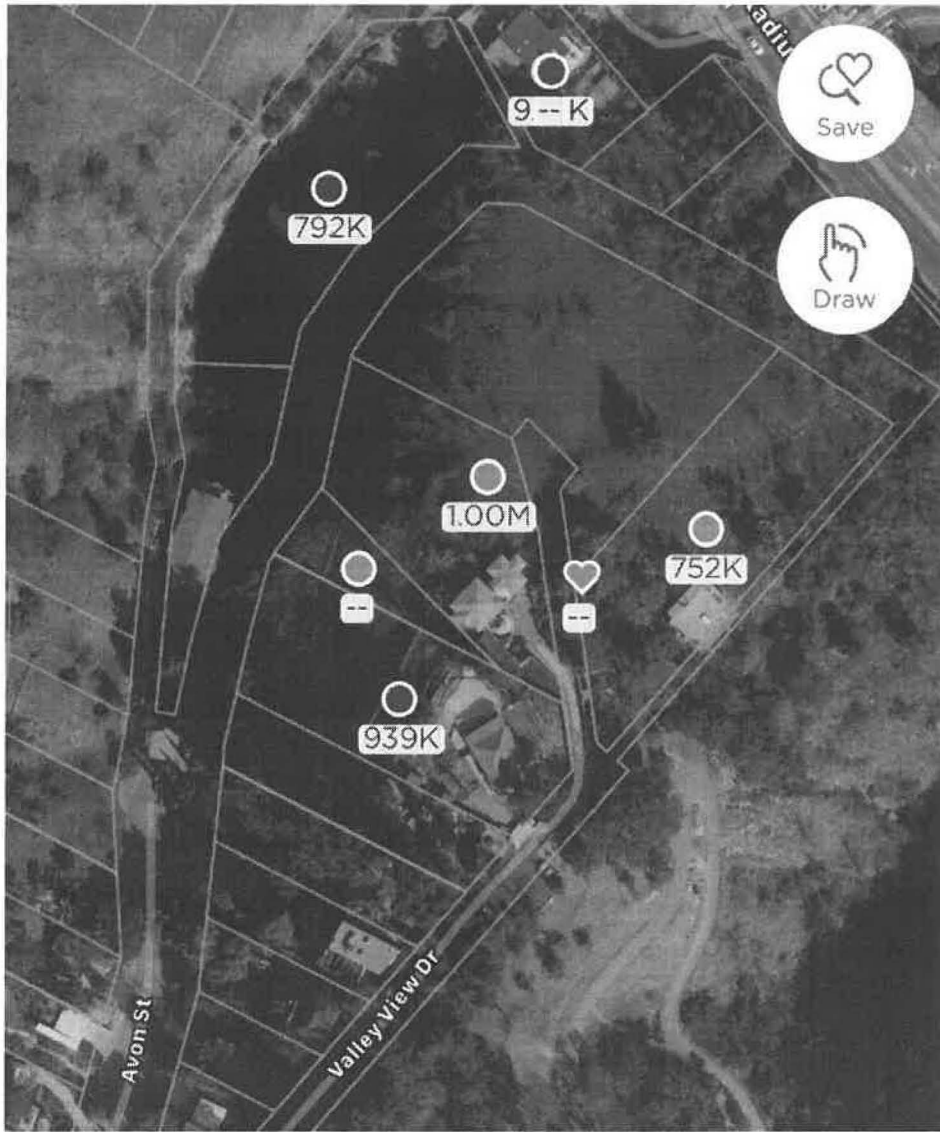 Save
9.-- K
792K
Draw
1.00M
752K
--
--
939K
Valley View Dr
Avon St